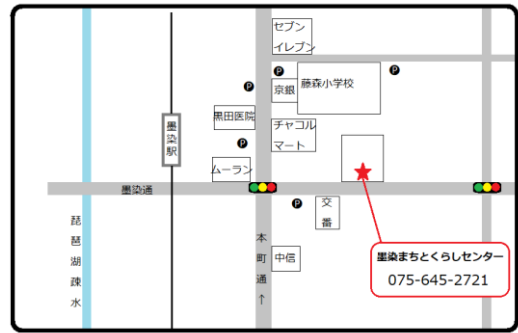 セブン
イレブン
Ⓟ
Ⓟ
Ⓟ
京銀
藤森小学校
黒田医院
チャコル
マート
Ⓟ
墨染駅
ムーラン
墨染通
Ⓟ
交番
琵琶湖疎水
本町通↑
中信
墨染まちとくらしセンター
075-645-2721